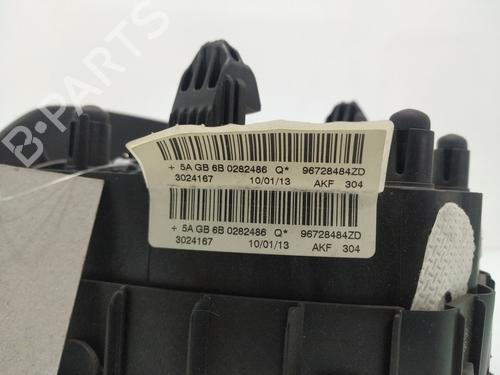 B-PARTS
+ 5A GB 6B 0282486 Q* 96728484ZD
3024167 10/01/13 AKF 304
+ 5A GB 6B 0282486 Q* 96728484ZD
3024167 10/01/13 AKF 304